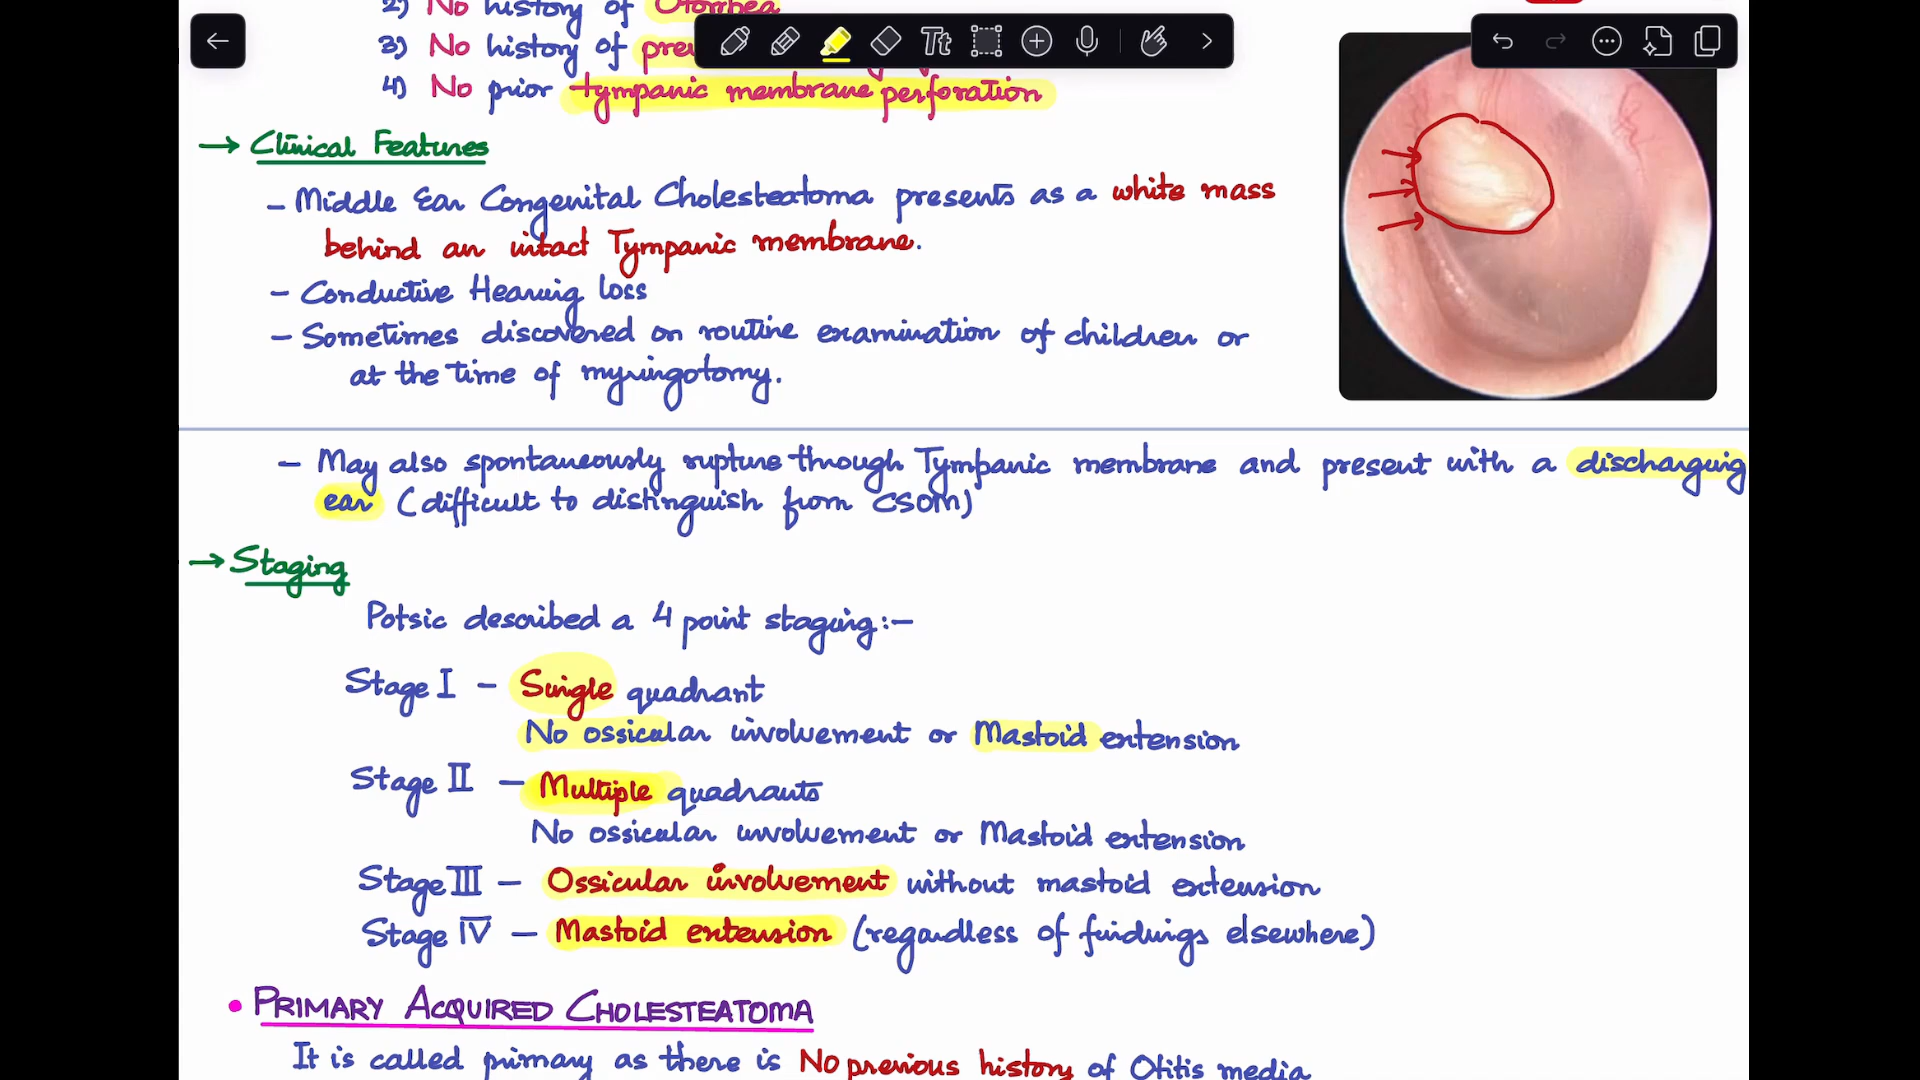 2) No history of Otorrhea
3) No history of
4) No prior tympanic membrane perforation
→ Clinical Features
- Middle Ear Congenital Cholesteatoma presents as a white mass
behind an intact Tympanic membrane.
- Conductive Hearing loss
- Sometimes discovered on routine examination of children or
at the time of myringotomy.
- May also spontaneously rupture through Tympanic membrane and present with a discharging
ear (difficult to distinguish from CSOM)
→ Staging
Potsic described a 4 point staging:-
Stage I - Single quadrant
No ossicular involvement or Mastoid extension
Stage II - Multiple quadrants
No ossicular involvement or Mastoid extension
Stage III - Ossicular involvement without mastoid extension
Stage IV - Mastoid extension (regardless of findings elsewhere)
• PRIMARY ACQUIRED CHOLESTEATOMA
It is called primary as there is No previous history of Otitis media